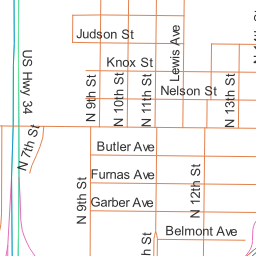 Judson St
Knox St
Lewis Ave
US Hwy 34
N 9th St
N 10th St
N 11th St
Nelson St
N 13th St
N 7th St
Butler Ave
Furnas Ave
N 9th St
N 12th St
Garber Ave
Belmont Ave